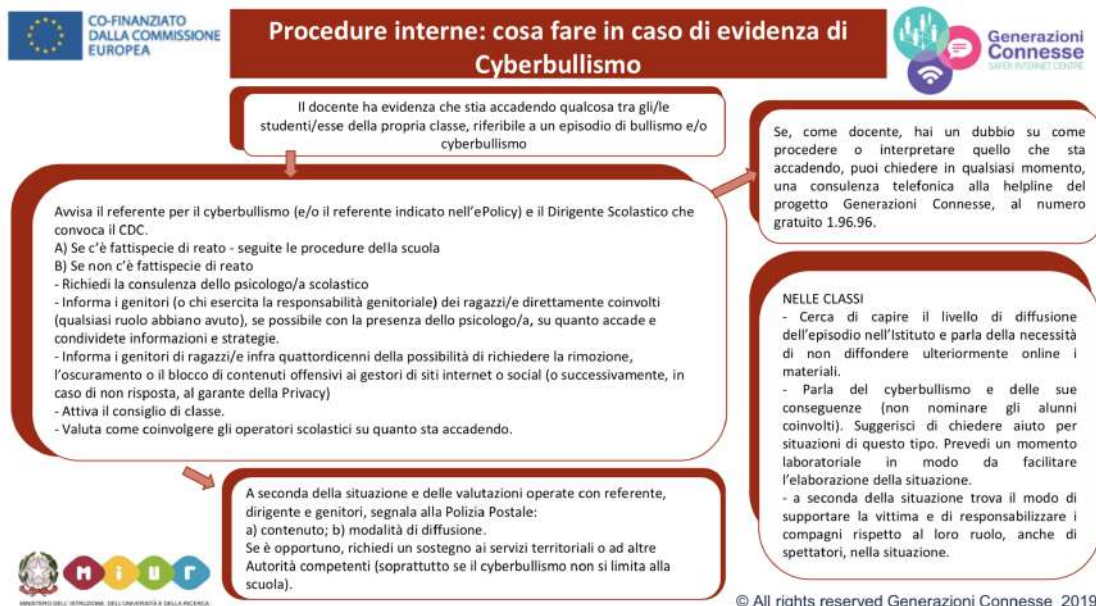 CO-FINANZIATO
DALLA COMMISSIONE
EUROPEA
Procedure interne: cosa fare in caso di evidenza di
Cyberbullismo
Generazioni
Connesse
SAFER INTERNET CENTRE
Il docente ha evidenza che stia accadendo qualcosa tra gli/le
studenti/esse della propria classe, riferibile a un episodio di bullismo e/o
cyberbullismo
Se, come docente, hai un dubbio su come
procedere o interpretare quello che sta
accadendo, puoi chiedere in qualsiasi momento,
una consulenza telefonica alla helpline del
progetto Generazioni Connesse, al numero
gratuito 1.96.96.
Avvisa il referente per il cyberbullismo (e/o il referente indicato nell'ePolicy) e il Dirigente Scolastico che
convoca il CDC.
A) Se c'è fattispecie di reato - seguite le procedure della scuola
B) Se non c'è fattispecie di reato
- Richiedi la consulenza dello psicologo/a scolastico
- Informa i genitori (o chi esercita la responsabilità genitoriale) dei ragazzi/e direttamente coinvolti
(qualsiasi ruolo abbiano avuto), se possibile con la presenza dello psicologo/a, su quanto accade e
condividete informazioni e strategie.
- Informa i genitori di ragazzi/e infra quattordicenni della possibilità di richiedere la rimozione,
l'oscuramento o il blocco di contenuti offensivi ai gestori di siti internet o social (o successivamente, in
caso di non risposta, al garante della Privacy)
- Attiva il consiglio di classe.
- Valuta come coinvolgere gli operatori scolastici su quanto sta accadendo.
NELLE CLASSI
- Cerca di capire il livello di diffusione
dell'episodio nell'Istituto e parla della necessità
di non diffondere ulteriormente online i
materiali.
- Parla del cyberbullismo e delle sue
conseguenze (non nominare gli alunni
coinvolti). Suggerisci di chiedere aiuto per
situazioni di questo tipo. Prevedi un momento
laboratoriale in modo da facilitare
l'elaborazione della situazione.
- a seconda della situazione trova il modo di
supportare la vittima e di responsabilizzare i
compagni rispetto al loro ruolo, anche di
spettatori, nella situazione.
A seconda della situazione e delle valutazioni operate con referente,
dirigente e genitori, segnala alla Polizia Postale:
a) contenuto; b) modalità di diffusione.
Se è opportuno, richiedi un sostegno ai servizi territoriali o ad altre
Autorità competenti (soprattutto se il cyberbullismo non si limita alla
scuola).
miur
MINISTERO DELL'ISTRUZIONE, DELL'UNIVERSITÀ E DELLA RICERCA
© All rights reserved Generazioni Connesse 2019